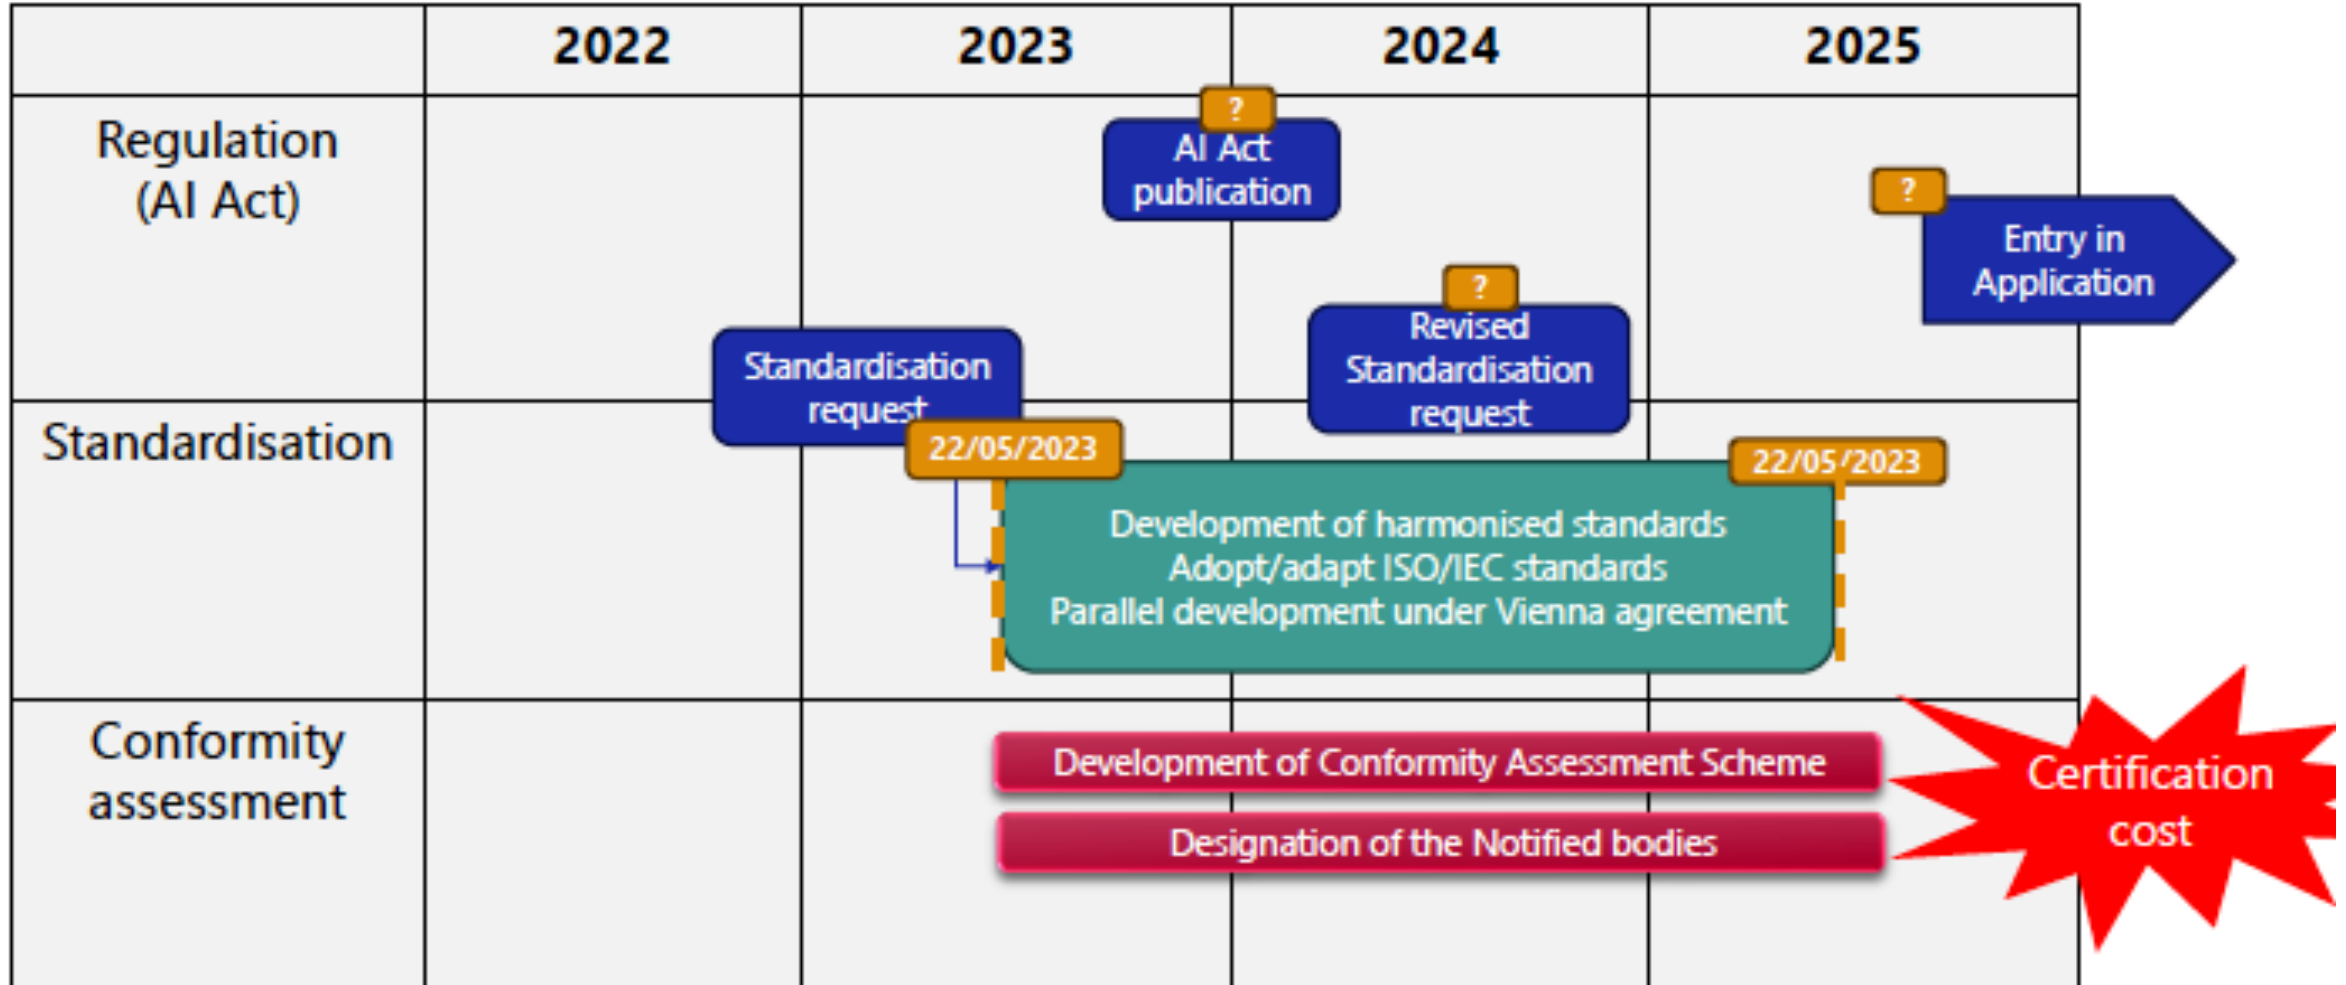 2022
2023
2024
2025
Regulation
(AI Act)
?
AI Act
publication
?
Entry in
Application
?
Revised
Standardisation
request
Standardisation
request
Standardisation
22/05/2023
22/05/2023
Development of harmonised standards
Adopt/adapt ISO/IEC standards
Parallel development under Vienna agreement
Conformity
assessment
Development of Conformity Assessment Scheme
Designation of the Notified bodies
Certification
cost